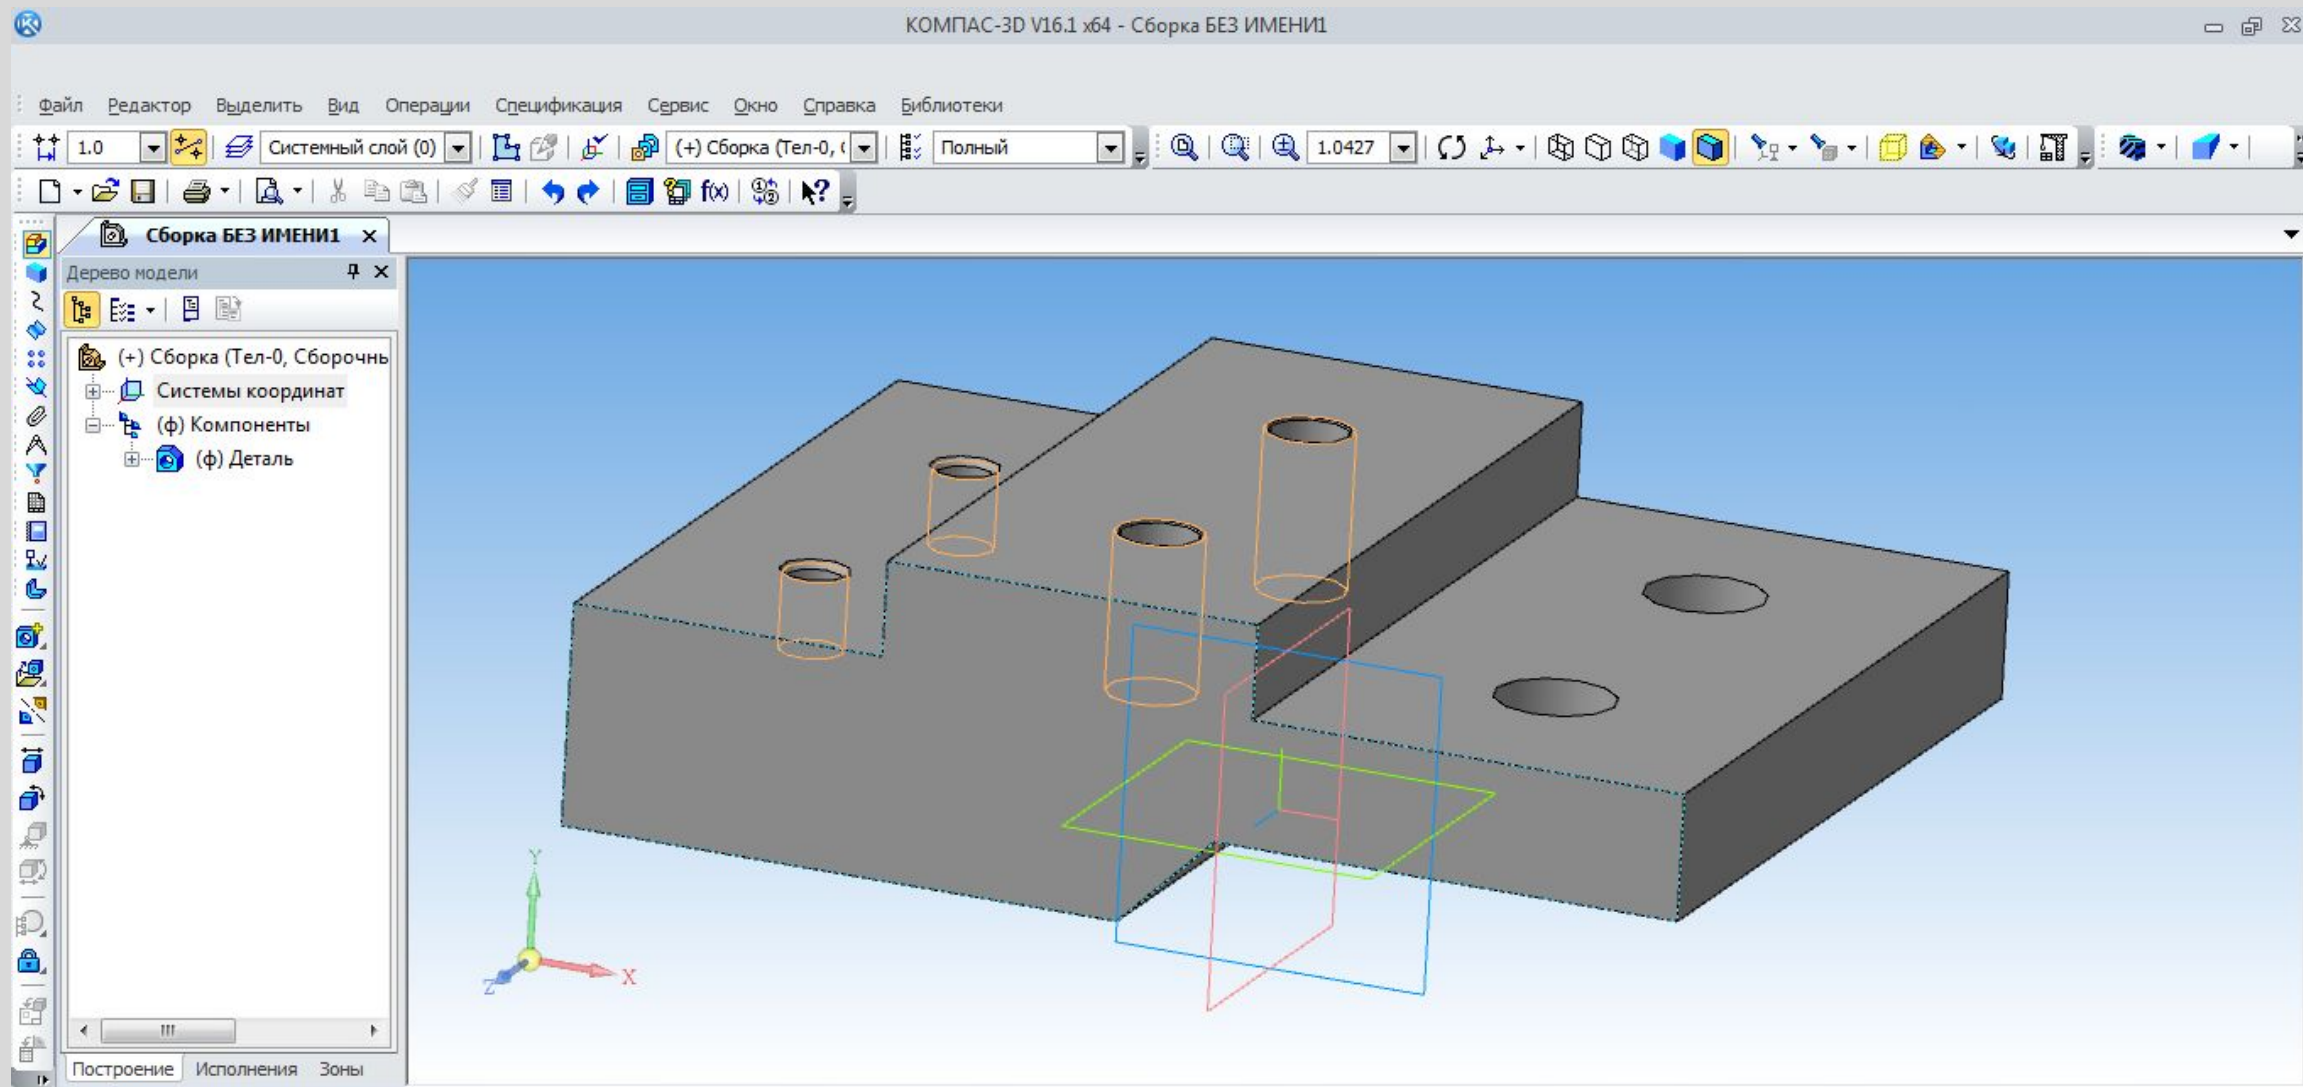 КОМПАС-3D V16.1 x64 - Сборка БЕЗ ИМЕНИ1
Файл Редактор Выделить Вид Операции Спецификация Сервис Окно Справка Библиотеки
1.0 Системный слой (0) (+) Сборка (Тел-0, ( Полный 1.0427
f(x)
Сборка БЕЗ ИМЕНИ1
Дерево модели
(+) Сборка (Тел-0, Сборочнь
Системы координат
(ф) Компоненты
(ф) Деталь
Y
X
Z
Построение Исполнения Зоны